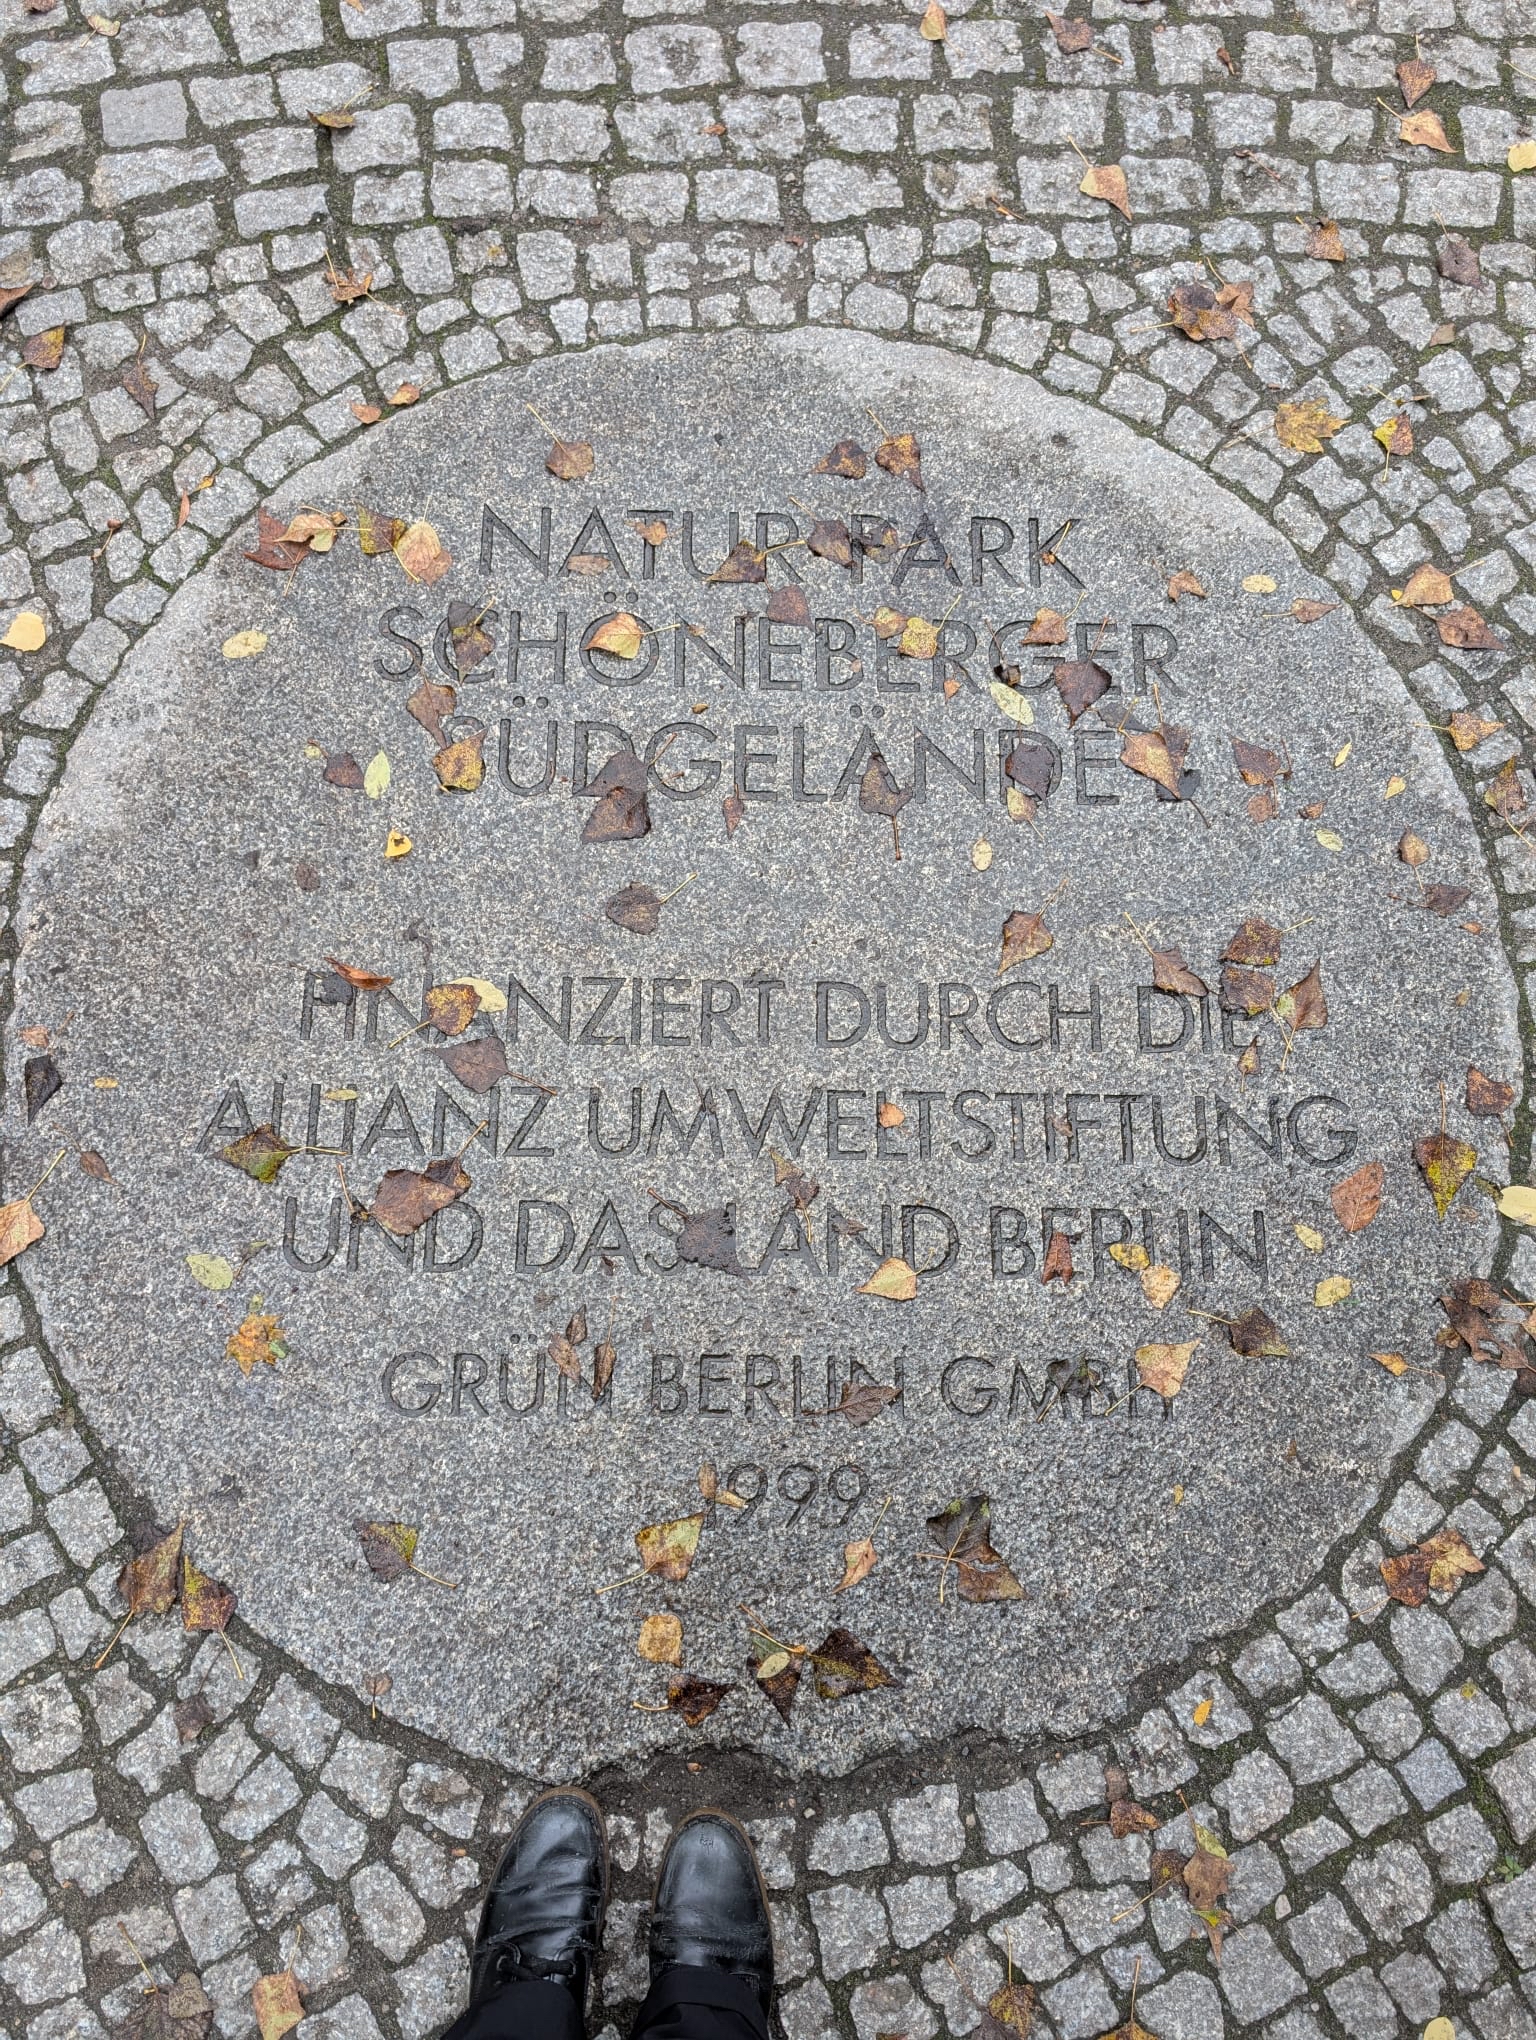 NATUR PARK
SCHÖNEBERGER
SÜDGELÄNDE
FINANZIERT DURCH DIE
ALLIANZ UMWELTSTIFTUNG
UND DAS LAND BERLIN
GRÜN BERLIN GMBH
1999